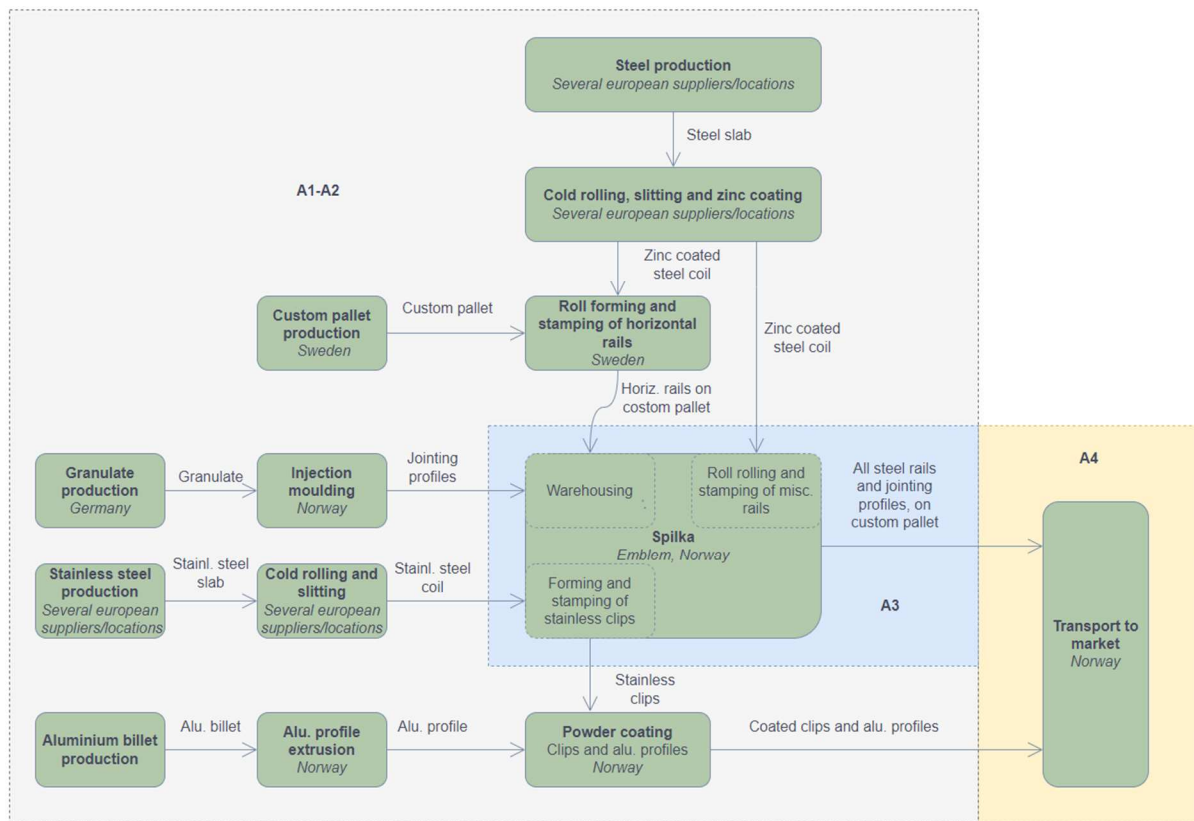 Steel production
Several european suppliers/locations
Steel slab
A1-A2
Cold rolling, slitting and zinc coating
Several european suppliers/locations
Zinc coated
steel coil
Custom pallet
production
Sweden
Custom pallet
Roll forming and
stamping of horizontal
rails
Sweden
Zinc coated
steel coil
Horiz. rails on
costom pallet
Granulate
production
Germany
Granulate
Injection
moulding
Norway
Jointing
profiles
Warehousing
Roll rolling and
stamping of misc.
rails
Spilka
Emblom, Norway
All steel rails
and jointing
profiles, on
custom pallet
A4
Stainless steel
production
Several european
suppliers/locations
Stainl. steel
slab
Cold rolling and
slitting
Several european
suppliers/locations
Stainl. steel
coil
Forming and
stamping of
stainless clips
A3
Transport to
market
Norway
Stainless
clips
Aluminium billet
production
Alu. billet
Alu. profile
extrusion
Norway
Alu. profile
Powder coating
Clips and alu. profiles
Norway
Coated clips and alu. profiles